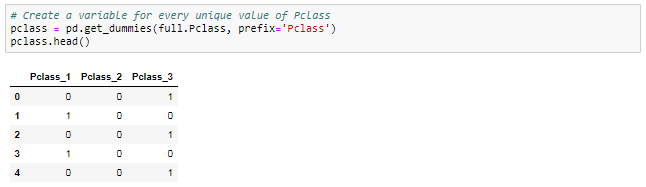 # Create a variable for every unique value of Pclass
pclass = pd.get_dummies(full.Pclass, prefix='Pclass')
pclass.head()
Pclass_1 Pclass_2 Pclass_3
0 0 0 1
1 1 0 0
2 0 0 1
3 1 0 0
4 0 0 1